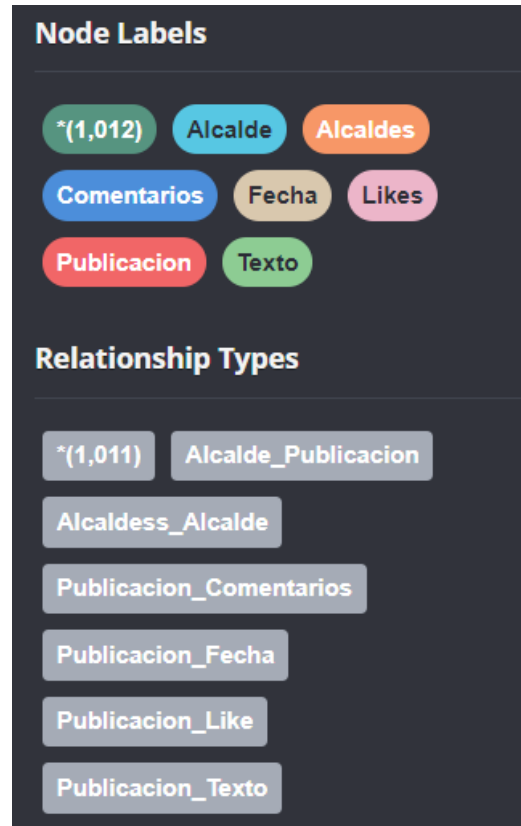 Node Labels
*(1,012) Alcalde Alcaldes
Comentarios Fecha Likes
Publicacion Texto
Relationship Types
*(1,011) Alcalde_Publicacion
Alcaldess_Alcalde
Publicacion_Comentarios
Publicacion_Fecha
Publicacion_Like
Publicacion_Texto